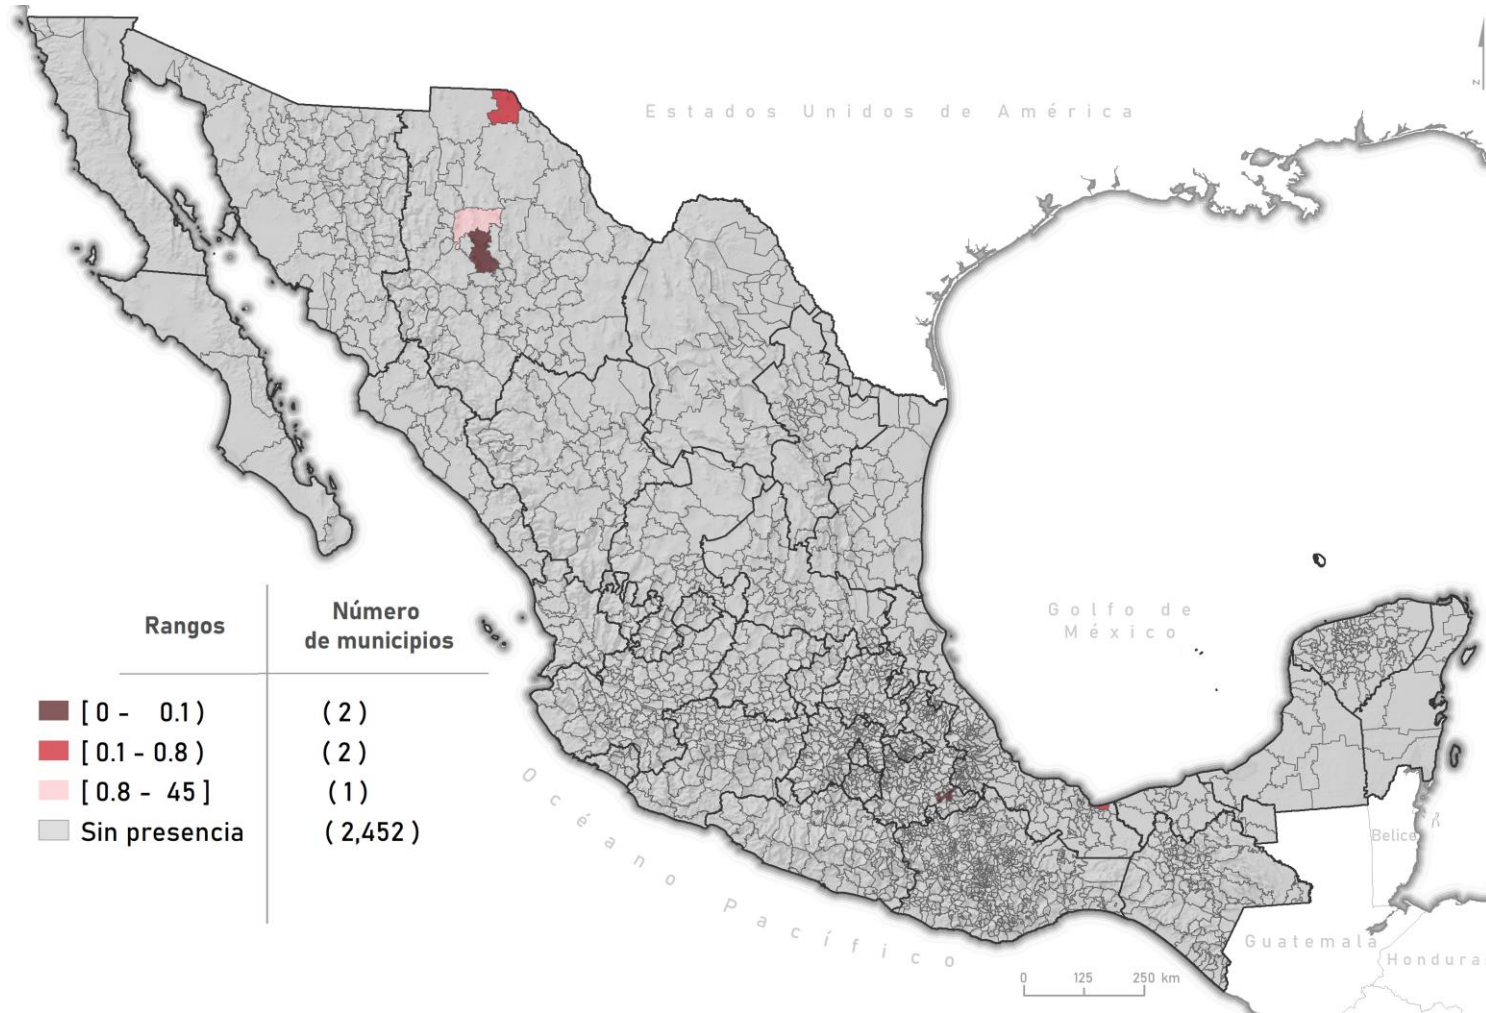 N
Estados Unidos de América
Golfo de
México
Rangos
Número
de municipios
[ 0 - 0.1 )
( 2 )
[ 0.1 - 0.8 )
( 2 )
[ 0.8 - 45 ]
( 1 )
Sin presencia
( 2,452 )
Océano Pacífico
Belice
Guatemala
Hondura
0 125 250 km